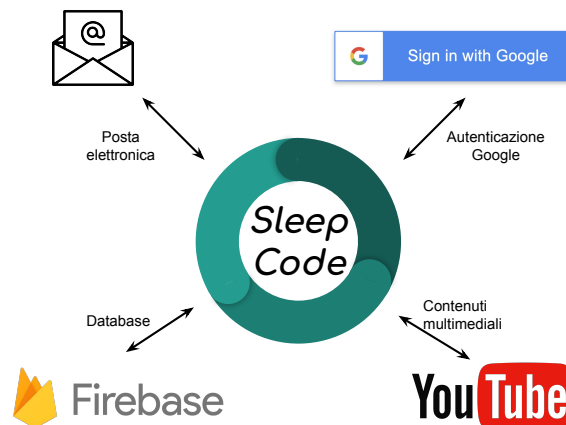 @
G Sign in with Google
Posta
elettronica
Autenticazione
Google
Sleep
Code
Database
Contenuti
multimediali
Firebase
YouTube